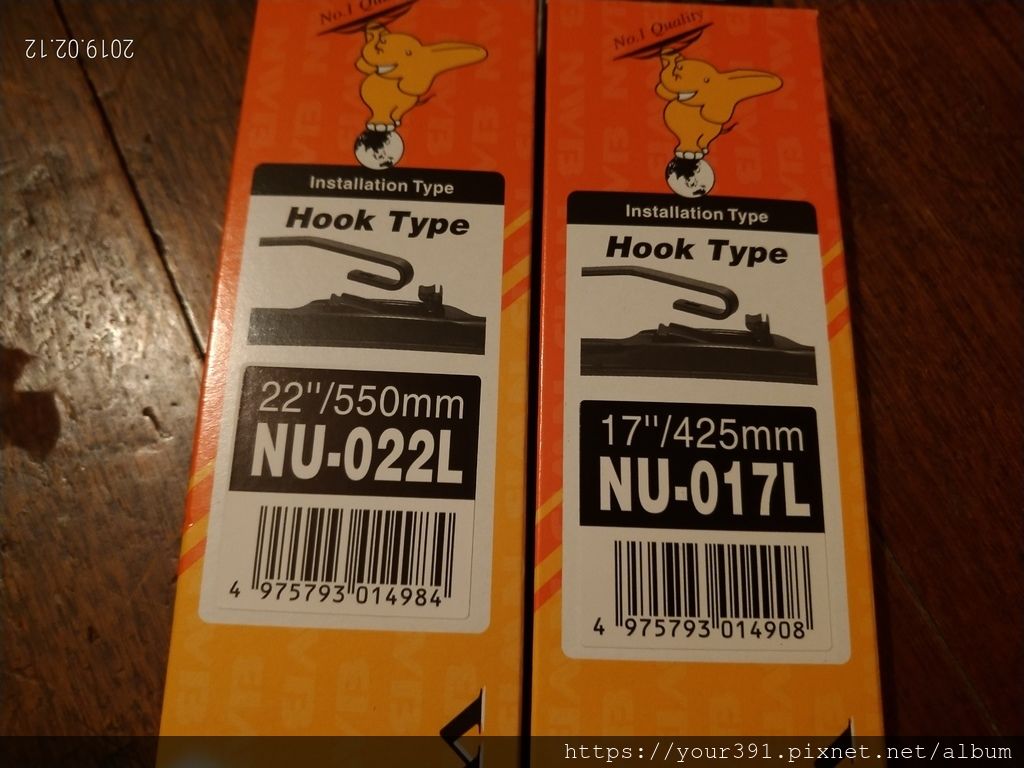 2019.02.12
No.1 Quality
Installation Type
Hook Type
22"/550mm
NU-022L
4 975793 014984
No.1 Quality
Installation Type
Hook Type
17"/425mm
NU-017L
4 975793 014908
https://your391.pixnet.net/album